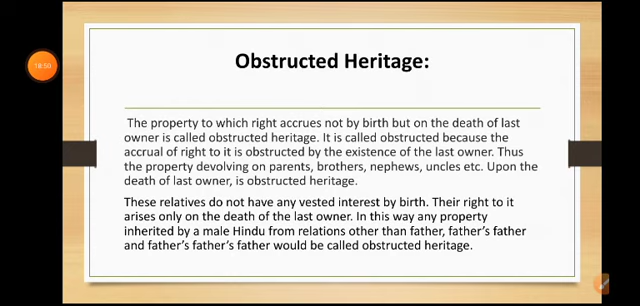 18:50
Obstructed Heritage:
The property to which right accrues not by birth but on the death of last
owner is called obstructed heritage. It is called obstructed because the
accrual of right to it is obstructed by the existence of the last owner. Thus
the property devolving on parents, brothers, nephews, uncles etc. Upon the
death of last owner, is obstructed heritage.
These relatives do not have any vested interest by birth. Their right to it
arises only on the death of the last owner. In this way any property
inherited by a male Hindu from relations other than father, father's father
and father's father's father would be called obstructed heritage.